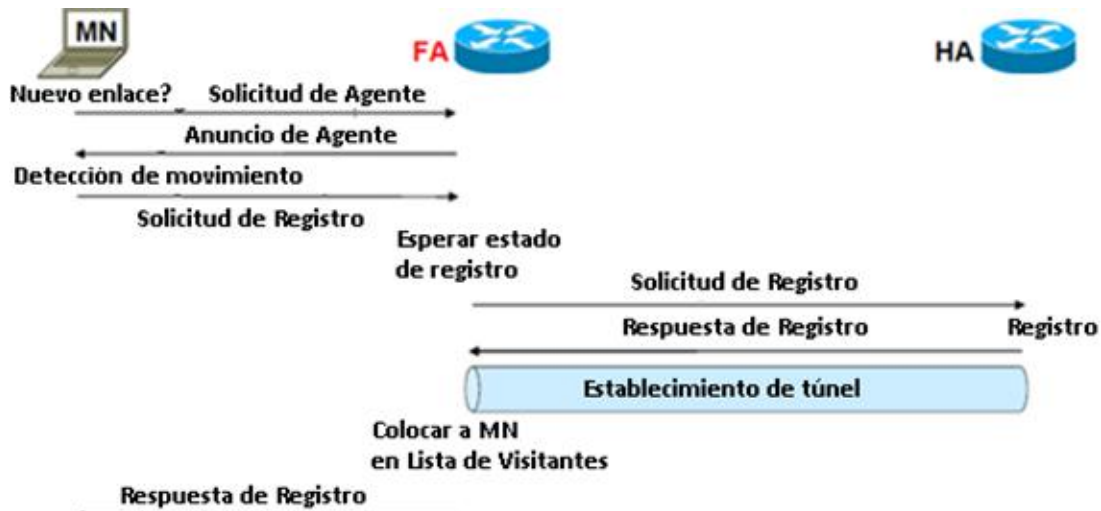 MN
FA
HA
Nuevo enlace?
Solicitud de Agente
Anuncio de Agente
Detección de movimiento
Solicitud de Registro
Esperar estado
de registro
Solicitud de Registro
Respuesta de Registro
Registro
Establecimiento de túnel
Colocar a MN
en Lista de Visitantes
Respuesta de Registro